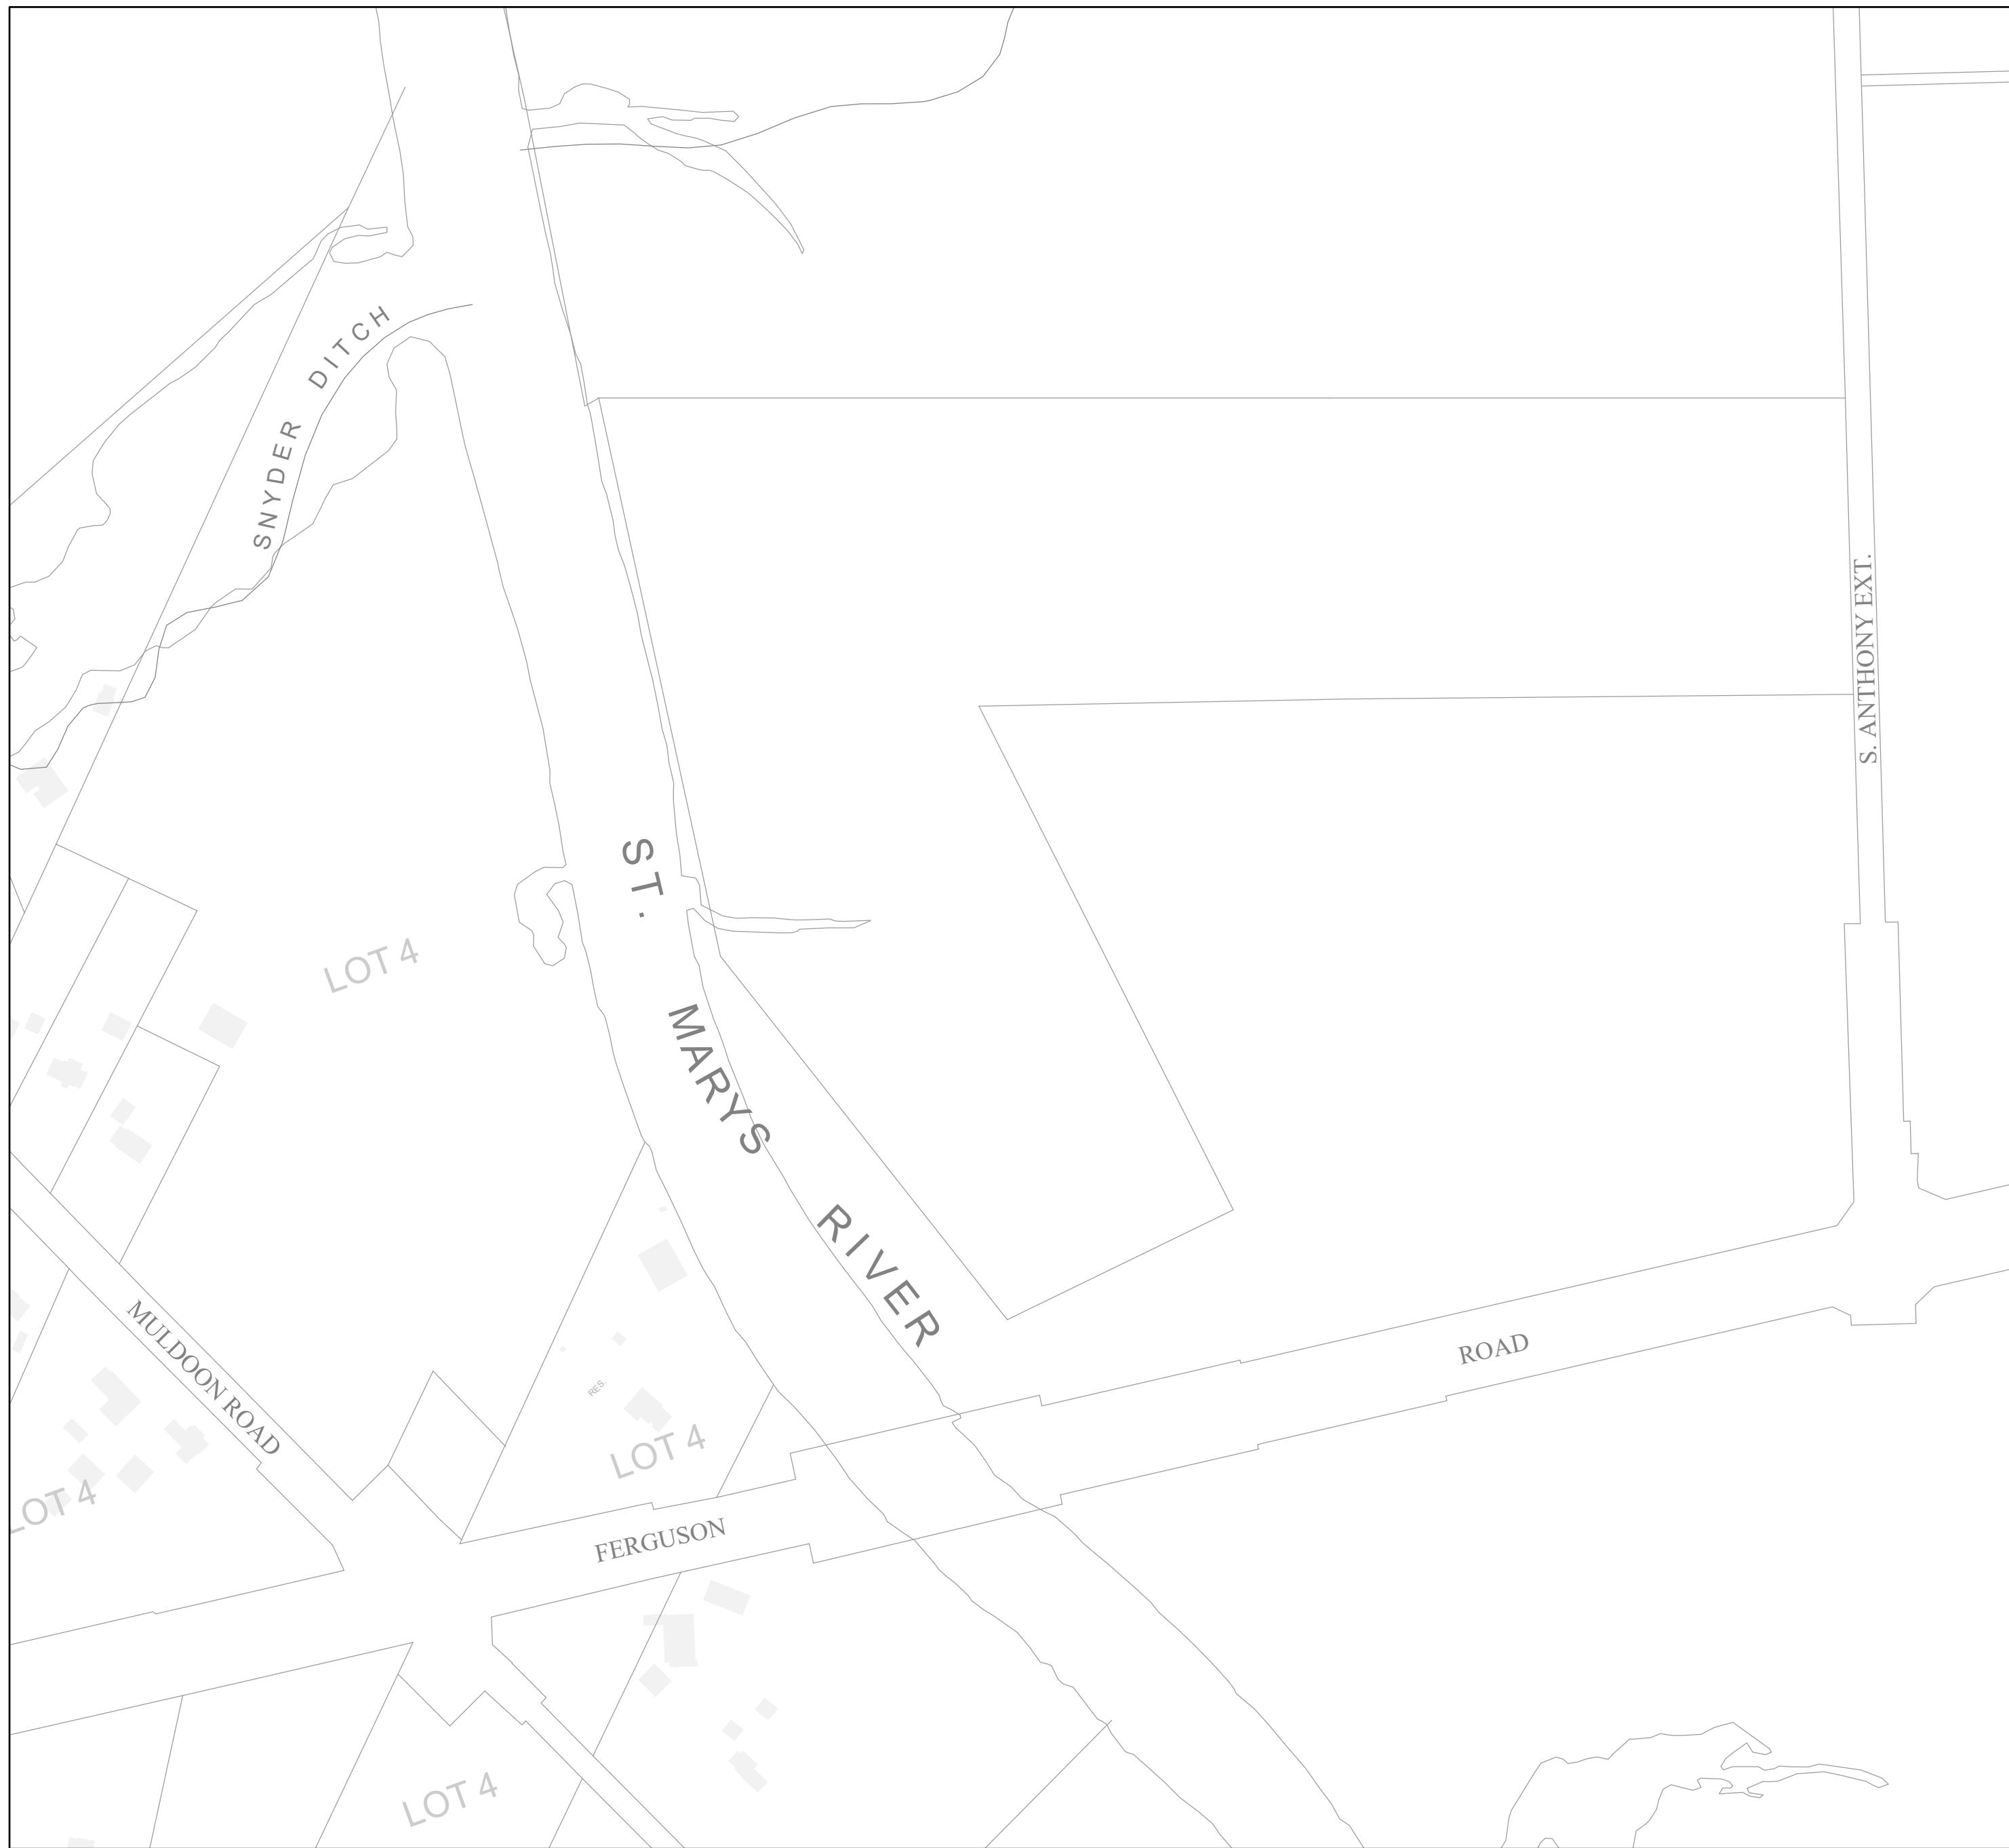 SNYDER DITCH
S. ANTHONY EXT.
ST. MARYS RIVER
LOT 4
MULDOON ROAD
RES.
LOT 4
LOT 4
FERGUSON ROAD
LOT 4